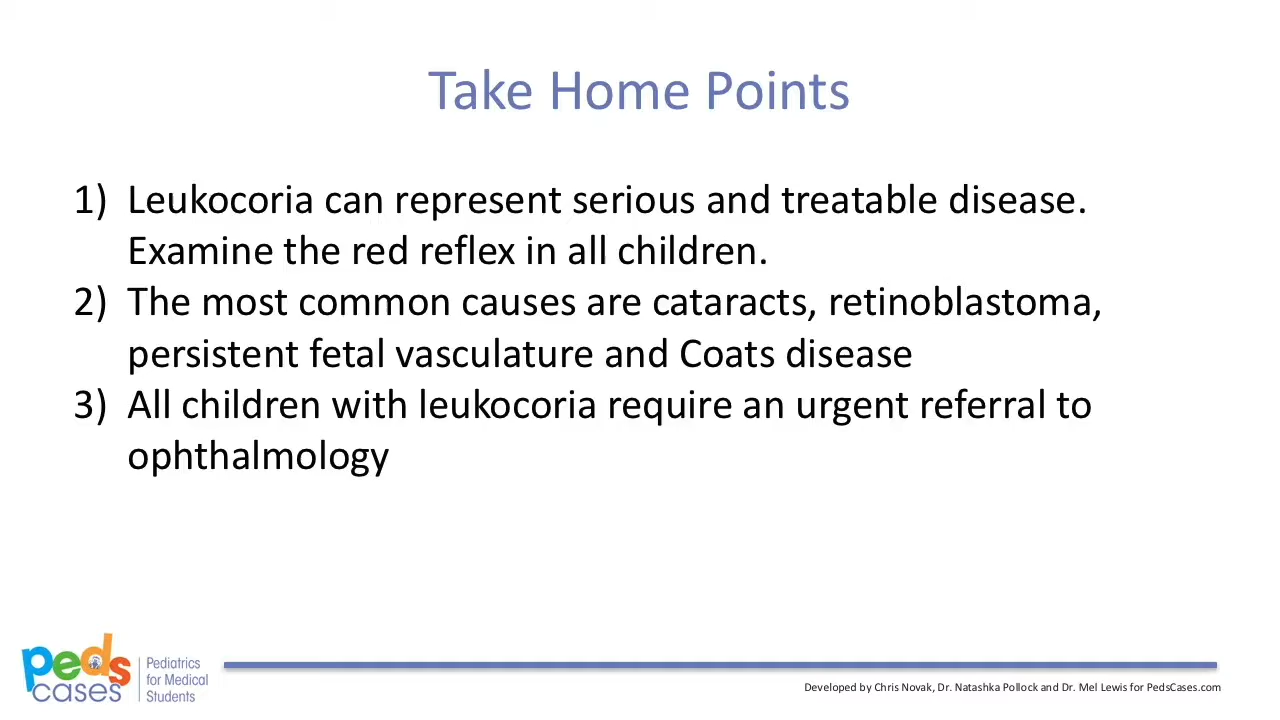 Take Home Points
1) Leukocoria can represent serious and treatable disease.
Examine the red reflex in all children.
2) The most common causes are cataracts, retinoblastoma,
persistent fetal vasculature and Coats disease
3) All children with leukocoria require an urgent referral to
ophthalmology
peds
cases
Pediatrics
for Medical
Students
Developed by Chris Novak, Dr. Natashka Pollock and Dr. Mel Lewis for PedsCases.com